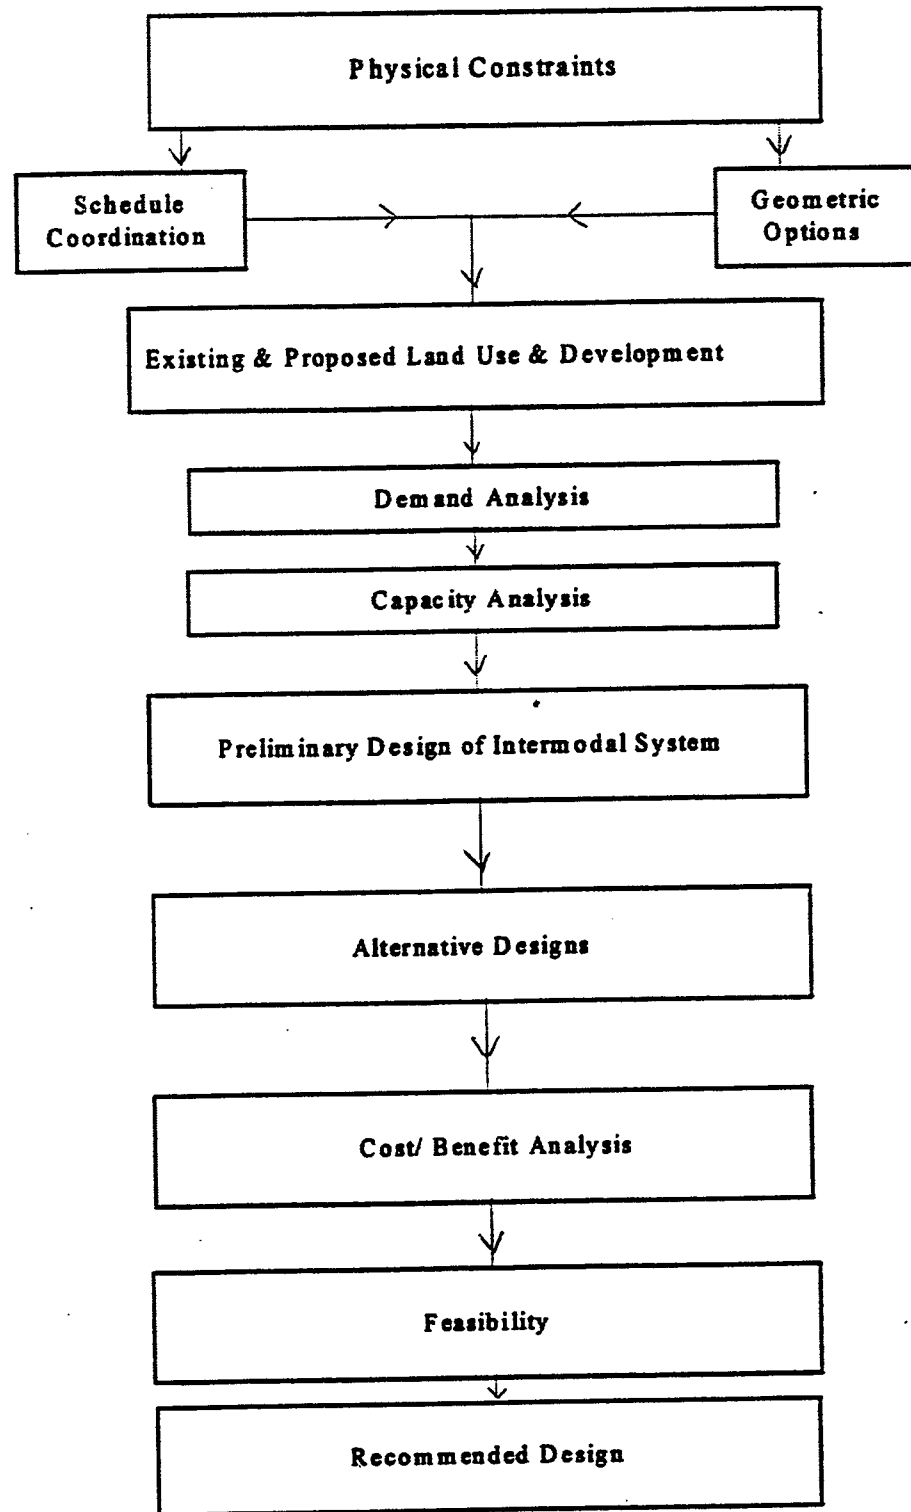 Physical Constraints
Schedule
Coordination
Geometric
Options
Existing & Proposed Land Use & Development
Demand Analysis
Capacity Analysis
Preliminary Design of Intermodal System
Alternative Designs
Cost/ Benefit Analysis
Feasibility
Recommended Design